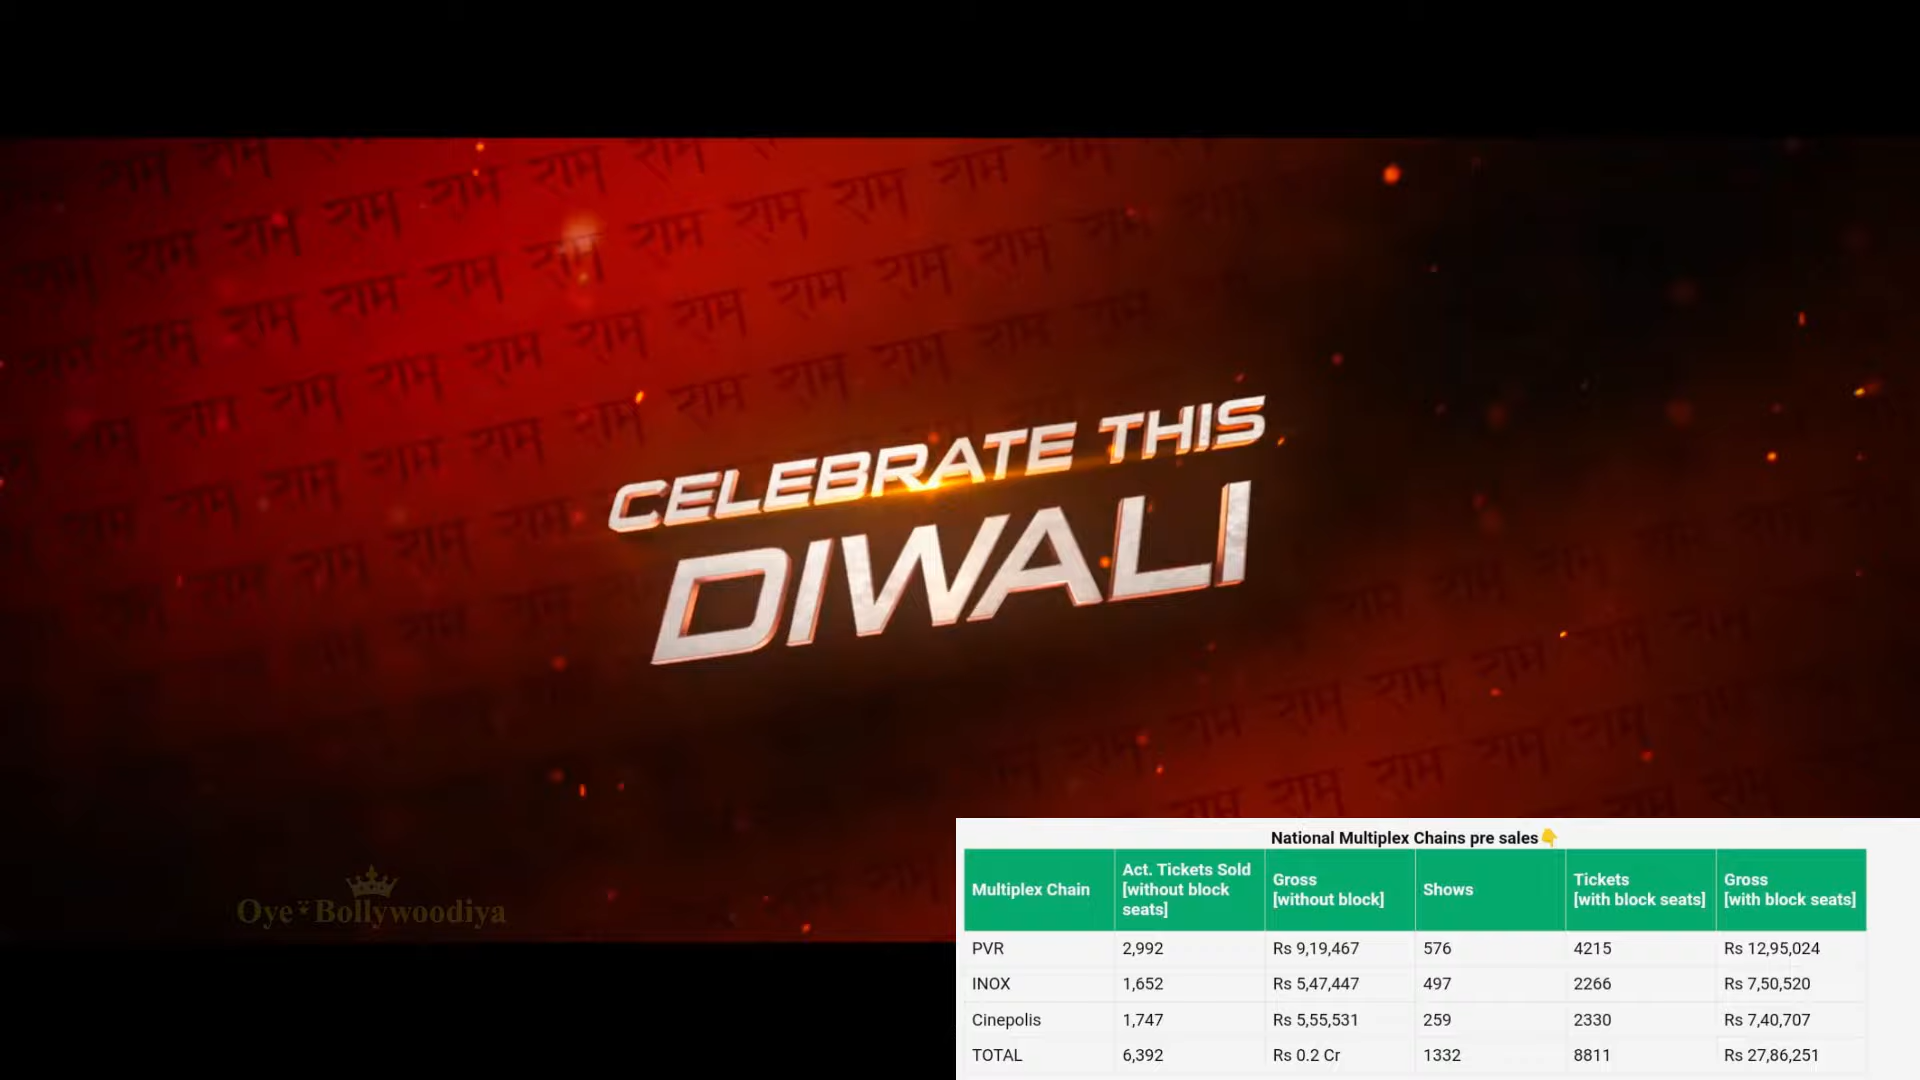 राम राम राम राम राम राम
राम राम राम राम राम राम राम राम
राम राम राम राम राम राम राम
राम राम राम राम राम राम राम राम राम राम
राम राम राम राम राम
CELEBRATE THIS
DIWALI
राम राम राम राम
राम राम राम राम
Oye Bollywoodiya
National Multiplex Chains pre sales👇
Multiplex Chain Act. Tickets Sold [without block seats] Gross [without block] Shows Tickets [with block seats] Gross [with block seats]
PVR 2,992 Rs 9,19,467 576 4215 Rs 12,95,024
INOX 1,652 Rs 5,47,447 497 2266 Rs 7,50,520
Cinepolis 1,747 Rs 5,55,531 259 2330 Rs 7,40,707
TOTAL 6,392 Rs 0.2 Cr 1332 8811 Rs 27,86,251